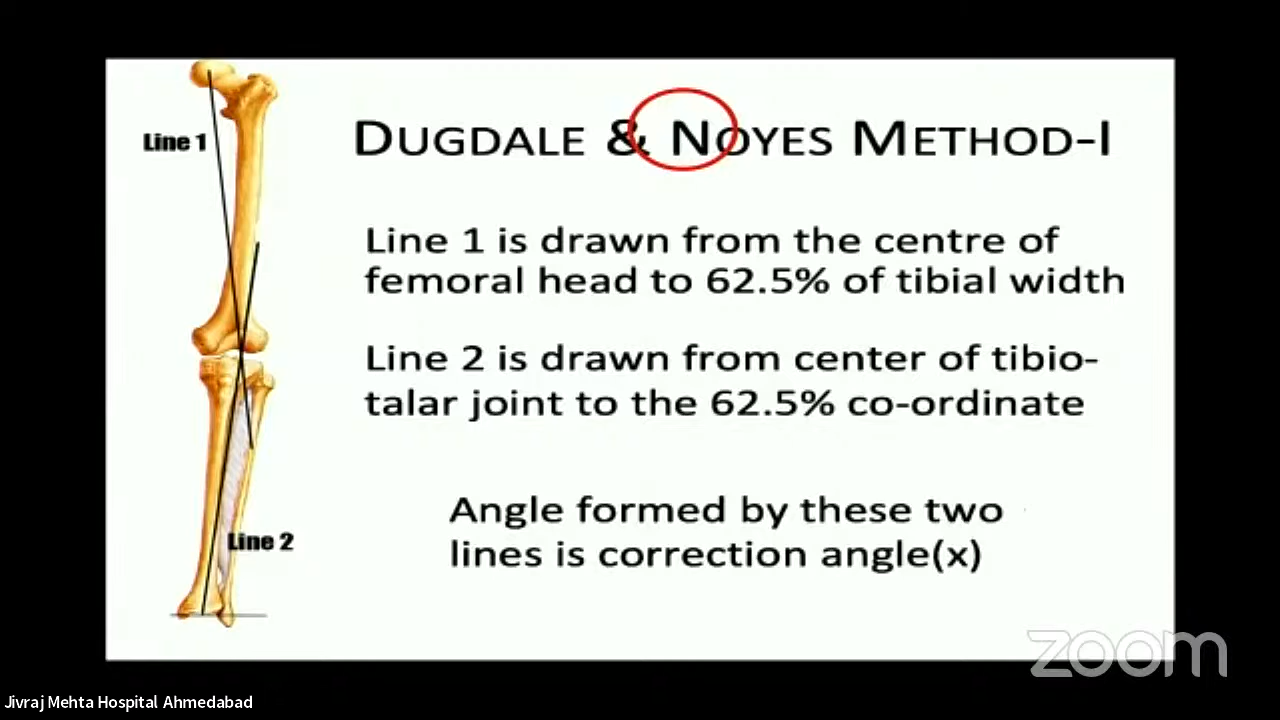 Line 1
DUGDALE & NOYES METHOD-I
Line 1 is drawn from the centre of
femoral head to 62.5% of tibial width
Line 2 is drawn from center of tibio-
talar joint to the 62.5% co-ordinate
Angle formed by these two
lines is correction angle(x)
Line 2
zoom
Jivraj Mehta Hospital Ahmedabad